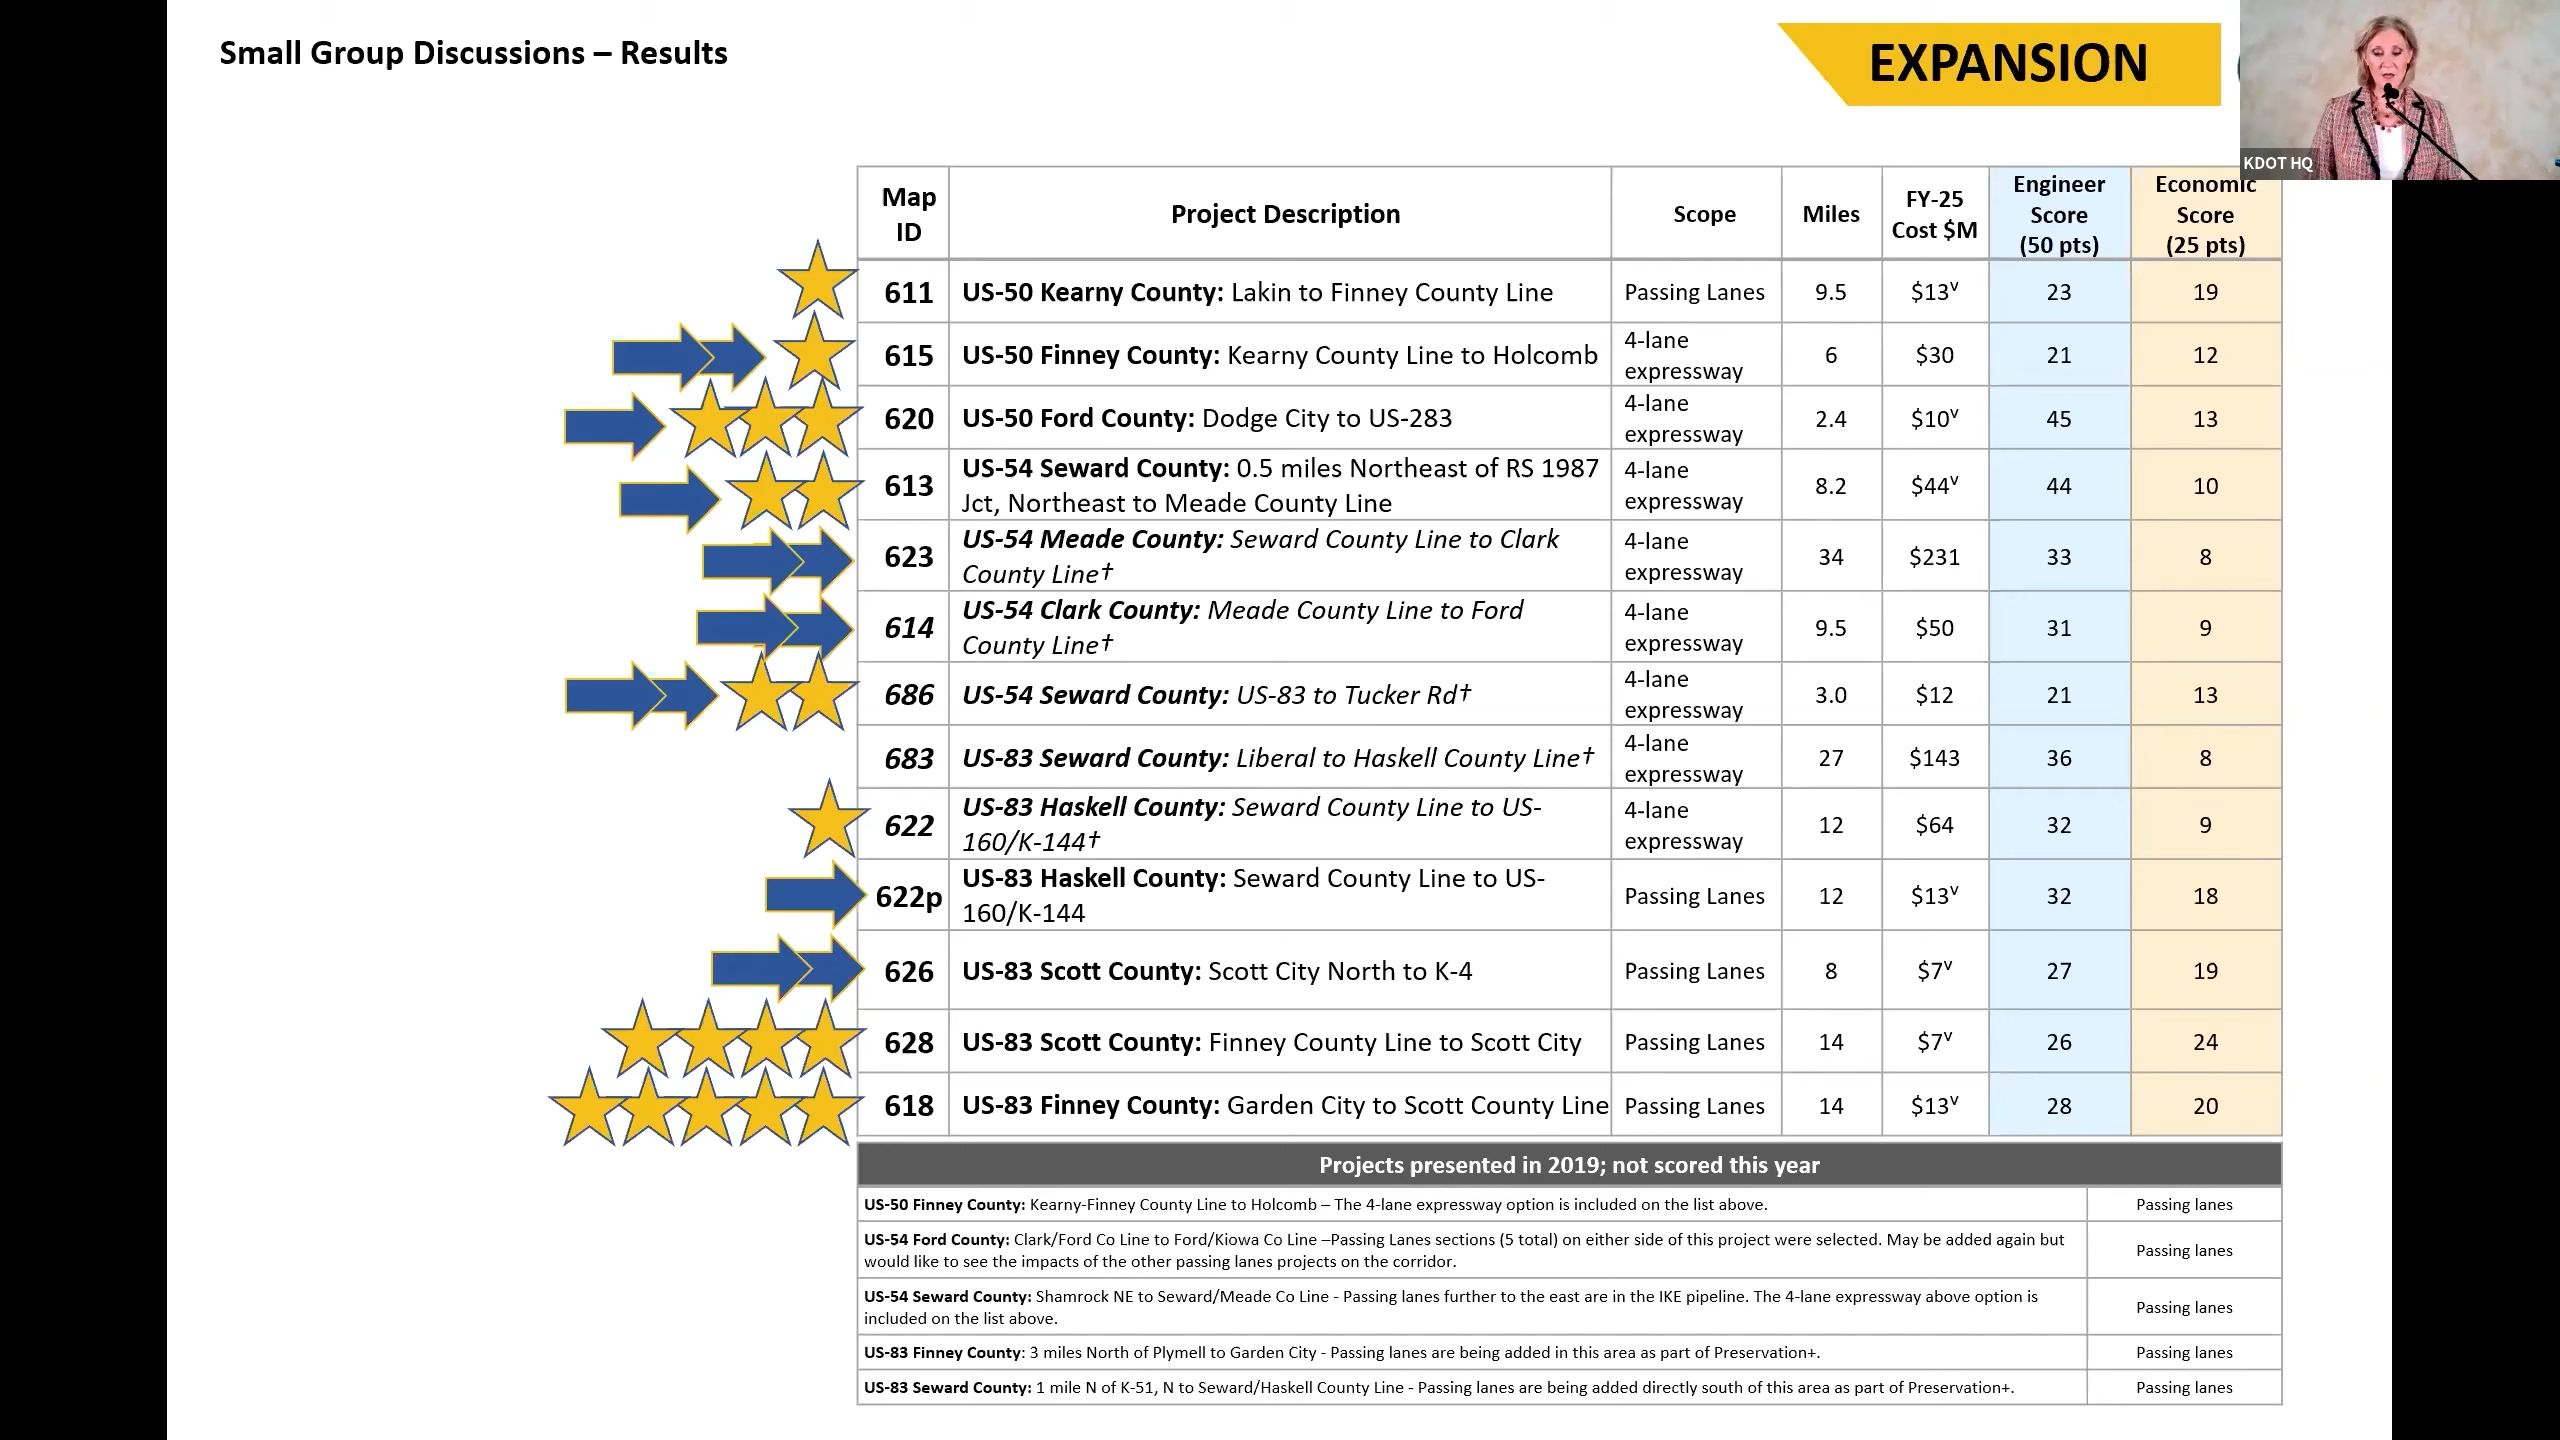 Small Group Discussions – Results
EXPANSION
KDOT HQ
Map ID Project Description Scope Miles FY-25 Cost $M Engineer Score (50 pts) Economic Score (25 pts)
611 US-50 Kearny County: Lakin to Finney County Line Passing Lanes 9.5 $13ᵛ 23 19
615 US-50 Finney County: Kearny County Line to Holcomb 4-lane expressway 6 $30 21 12
620 US-50 Ford County: Dodge City to US-283 4-lane expressway 2.4 $10ᵛ 45 13
613 US-54 Seward County: 0.5 miles Northeast of RS 1987 Jct, Northeast to Meade County Line 4-lane expressway 8.2 $44ᵛ 44 10
623 US-54 Meade County: Seward County Line to Clark County Line† 4-lane expressway 34 $231 33 8
614 US-54 Clark County: Meade County Line to Ford County Line† 4-lane expressway 9.5 $50 31 9
686 US-54 Seward County: US-83 to Tucker Rd† 4-lane expressway 3.0 $12 21 13
683 US-83 Seward County: Liberal to Haskell County Line† 4-lane expressway 27 $143 36 8
622 US-83 Haskell County: Seward County Line to US-160/K-144† 4-lane expressway 12 $64 32 9
622p US-83 Haskell County: Seward County Line to US-160/K-144 Passing Lanes 12 $13ᵛ 32 18
626 US-83 Scott County: Scott City North to K-4 Passing Lanes 8 $7ᵛ 27 19
628 US-83 Scott County: Finney County Line to Scott City Passing Lanes 14 $7ᵛ 26 24
618 US-83 Finney County: Garden City to Scott County Line Passing Lanes 14 $13ᵛ 28 20
Projects presented in 2019; not scored this year
US-50 Finney County: Kearny-Finney County Line to Holcomb – The 4-lane expressway option is included on the list above. Passing lanes
US-54 Ford County: Clark/Ford Co Line to Ford/Kiowa Co Line –Passing Lanes sections (5 total) on either side of this project were selected. May be added again but
would like to see the impacts of the other passing lanes projects on the corridor. Passing lanes
US-54 Seward County: Shamrock NE to Seward/Meade Co Line - Passing lanes further to the east are in the IKE pipeline. The 4-lane expressway above option is
included on the list above. Passing lanes
US-83 Finney County: 3 miles North of Plymell to Garden City - Passing lanes are being added in this area as part of Preservation+. Passing lanes
US-83 Seward County: 1 mile N of K-51, N to Seward/Haskell County Line - Passing lanes are being added directly south of this area as part of Preservation+. Passing lanes